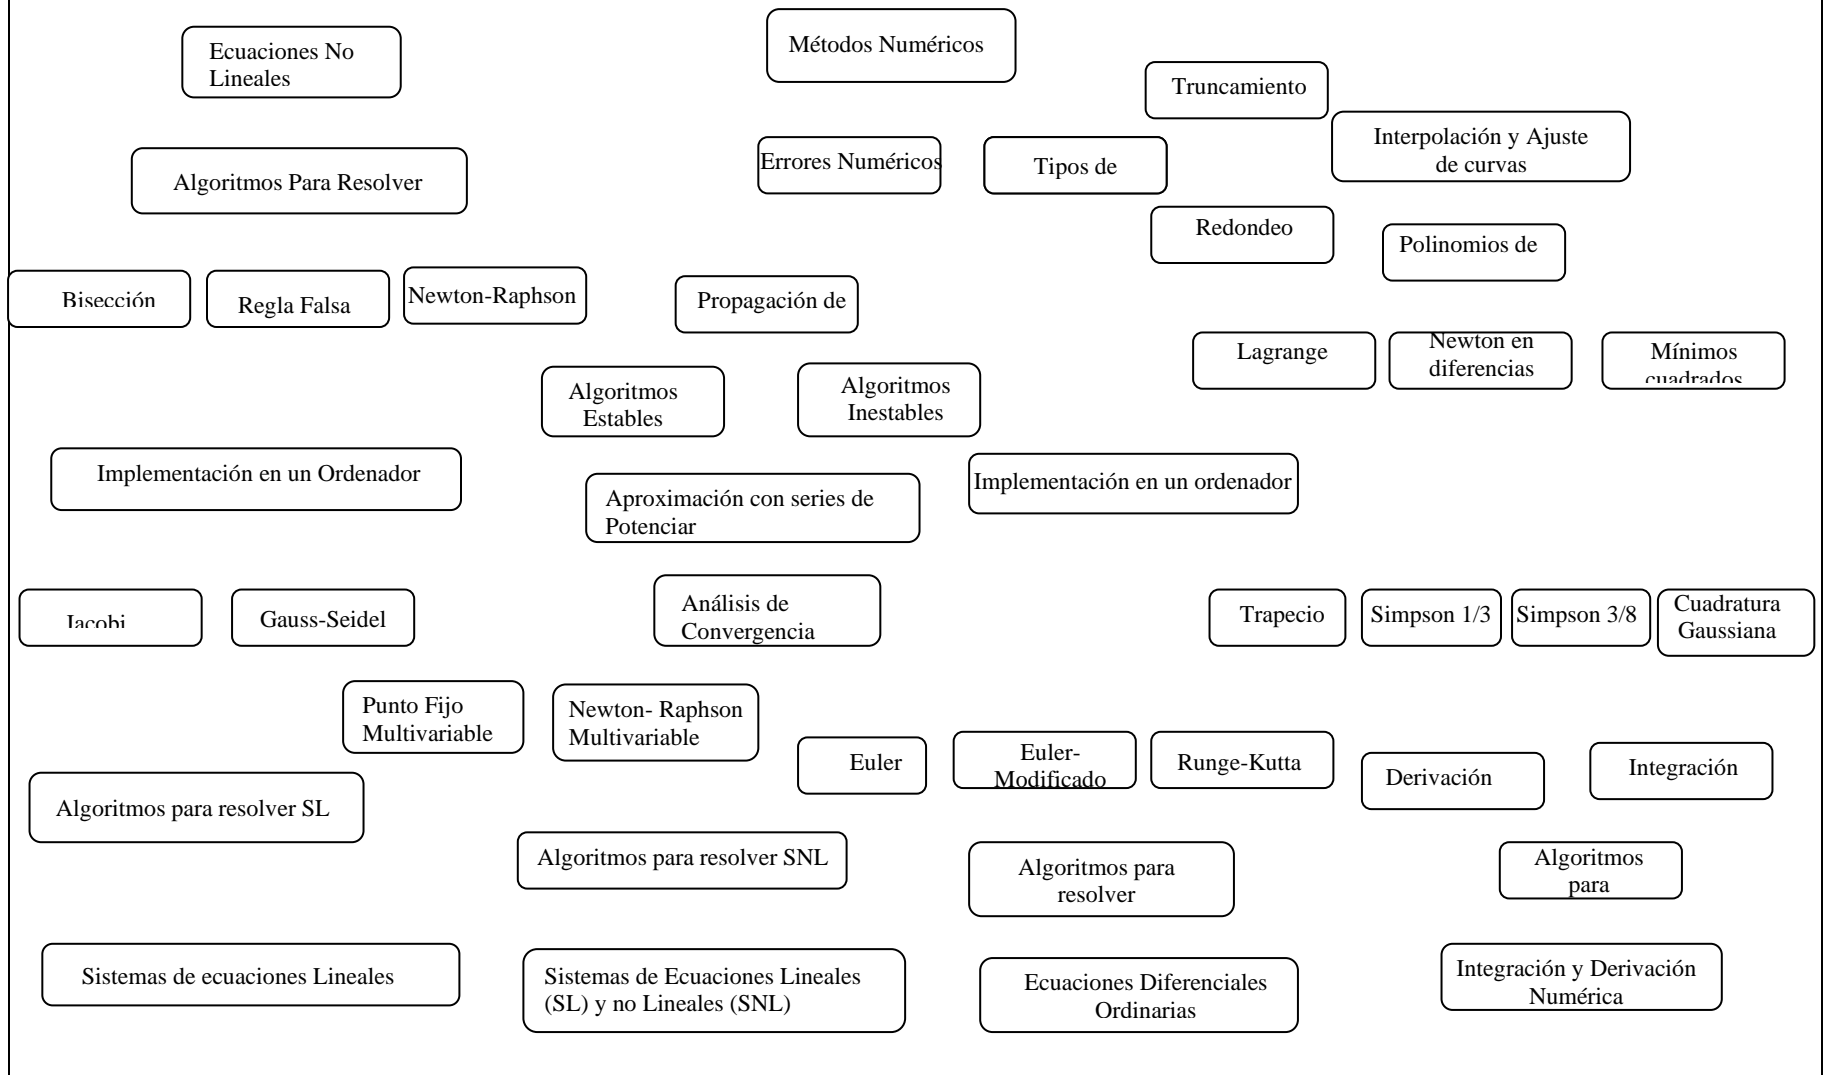 Ecuaciones No
Lineales
Métodos Numéricos
Truncamiento
Interpolación y Ajuste
de curvas
Errores Numéricos
Tipos de
Algoritmos Para Resolver
Redondeo
Polinomios de
Bisección
Regla Falsa
Newton-Raphson
Propagación de
Lagrange
Newton en
diferencias
Mínimos
cuadrados
Algoritmos
Estables
Algoritmos
Inestables
Implementación en un Ordenador
Aproximación con series de
Potenciar
Implementación en un ordenador
Jacobi
Gauss-Seidel
Análisis de
Convergencia
Trapecio
Simpson 1/3
Simpson 3/8
Cuadratura
Gaussiana
Punto Fijo
Multivariable
Newton- Raphson
Multivariable
Euler
Euler-
Modificado
Runge-Kutta
Derivación
Integración
Algoritmos para resolver SL
Algoritmos para resolver SNL
Algoritmos para
resolver
Algoritmos
para
Sistemas de ecuaciones Lineales
Sistemas de Ecuaciones Lineales
(SL) y no Lineales (SNL)
Ecuaciones Diferenciales
Ordinarias
Integración y Derivación
Numérica